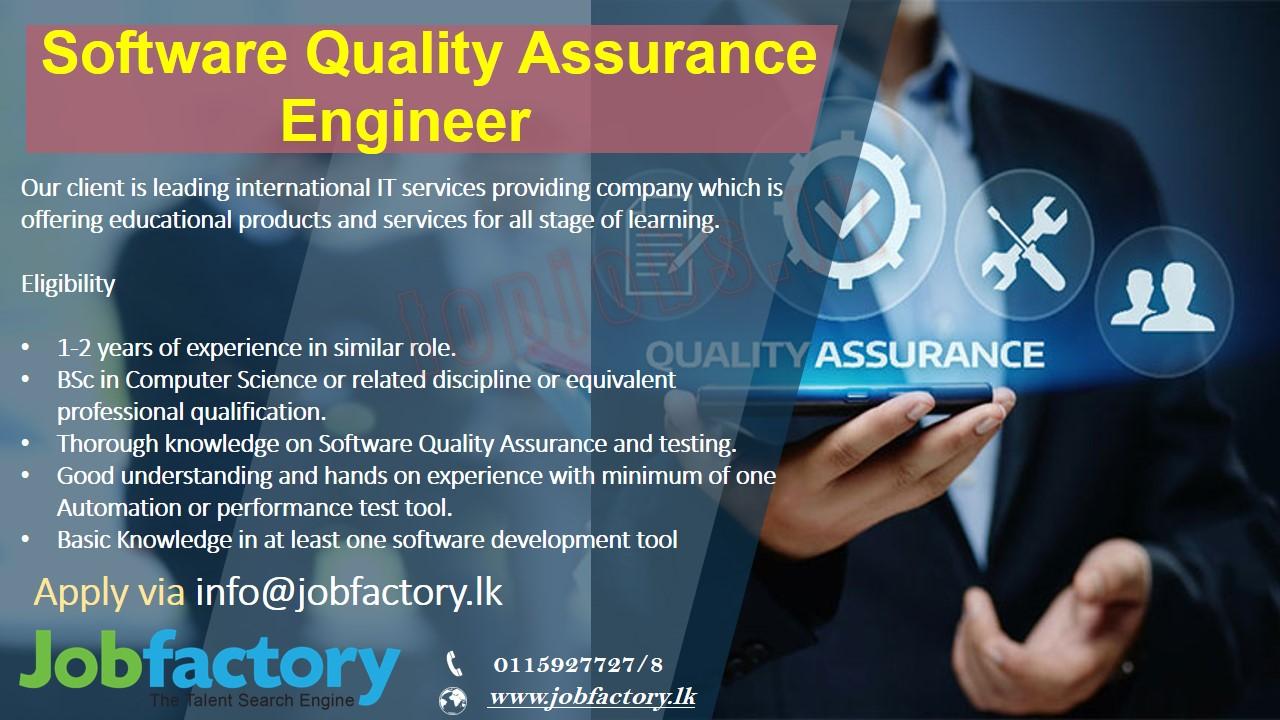 Software Quality Assurance
Engineer
Our client is leading international IT services providing company which is
offering educational products and services for all stage of learning.
Eligibility
• 1-2 years of experience in similar role.
• BSc in Computer Science or related discipline or equivalent
professional qualification.
• Thorough knowledge on Software Quality Assurance and testing.
• Good understanding and hands on experience with minimum of one
Automation or performance test tool.
• Basic Knowledge in at least one software development tool
Apply via info@jobfactory.lk
Jobfactory
The Talent Search Engine
0115927727/8
www.jobfactory.lk
QUALITY ASSURANCE
topjobs.lk